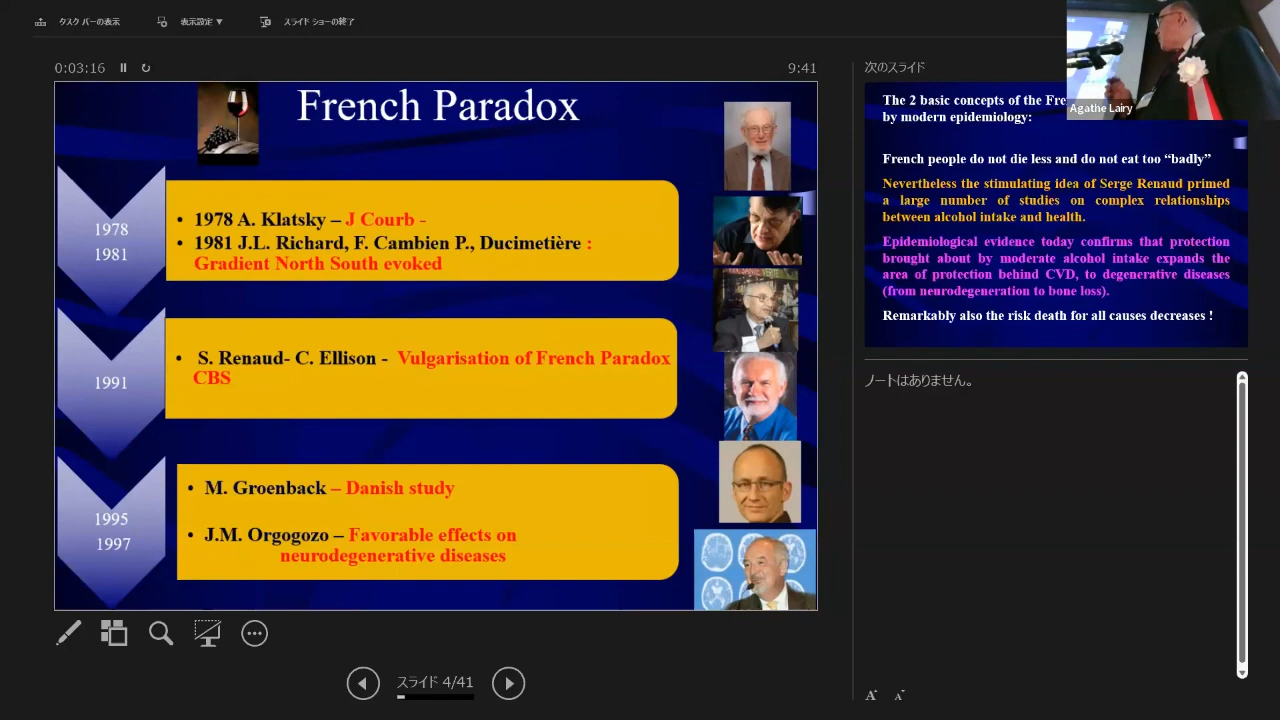 タスク バーの表示
表示設定 ▼
スライド ショーの終了
0:03:16
9:41
French Paradox
1978
1981
• 1978 A. Klatsky – J Courb -
• 1981 J.L. Richard, F. Cambien P., Ducimetière :
Gradient North South evoked
1991
• S. Renaud- C. Ellison - Vulgarisation of French Paradox
CBS
1995
1997
• M. Groenback – Danish study
• J.M. Orgogozo – Favorable effects on
neurodegenerative diseases
スライド 4/41
次のスライド
Agathe Lairy
The 2 basic concepts of the
by modern epidemiology:
French people do not die less and do not eat too “badly”
Nevertheless the stimulating idea of Serge Renaud primed
a large number of studies on complex relationships
between alcohol intake and health.
Epidemiological evidence today confirms that protection
brought about by moderate alcohol intake expands the
area of protection behind CVD, to degenerative diseases
(from neurodegeneration to bone loss).
Remarkably also the risk death for all causes decreases !
ノートはありません。
A A